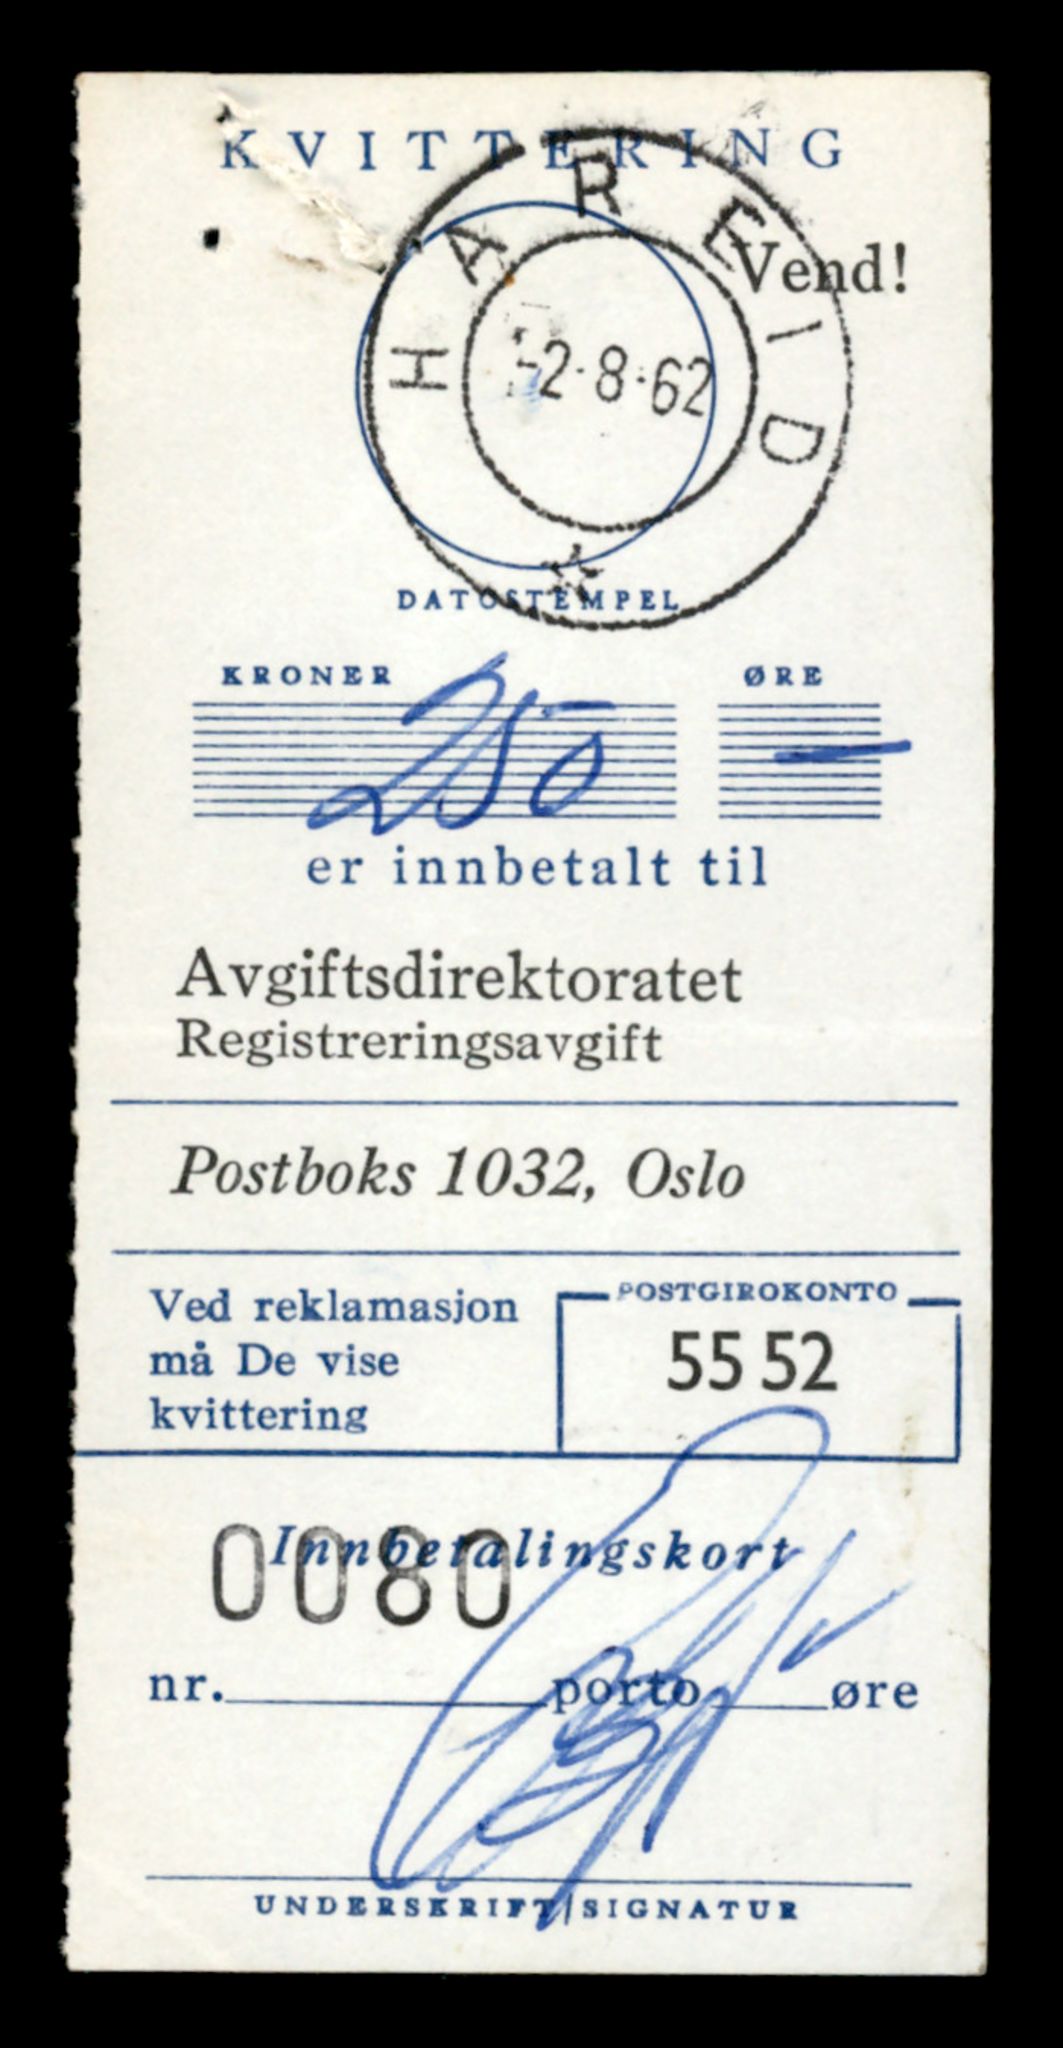 KVITTERING
HAREID
Vend!
-2.8.62
DATOSTEMPEL
KRONER ØRE
250 —
er innbetalt til
Avgiftsdirektoratet
Registreringsavgift
Postboks 1032, Oslo
Ved reklamasjon
må De vise
kvittering
POSTGIROKONTO
55 52
Innbetalingskort
0080
nr. porto øre
UNDERSKRIFT/SIGNATUR